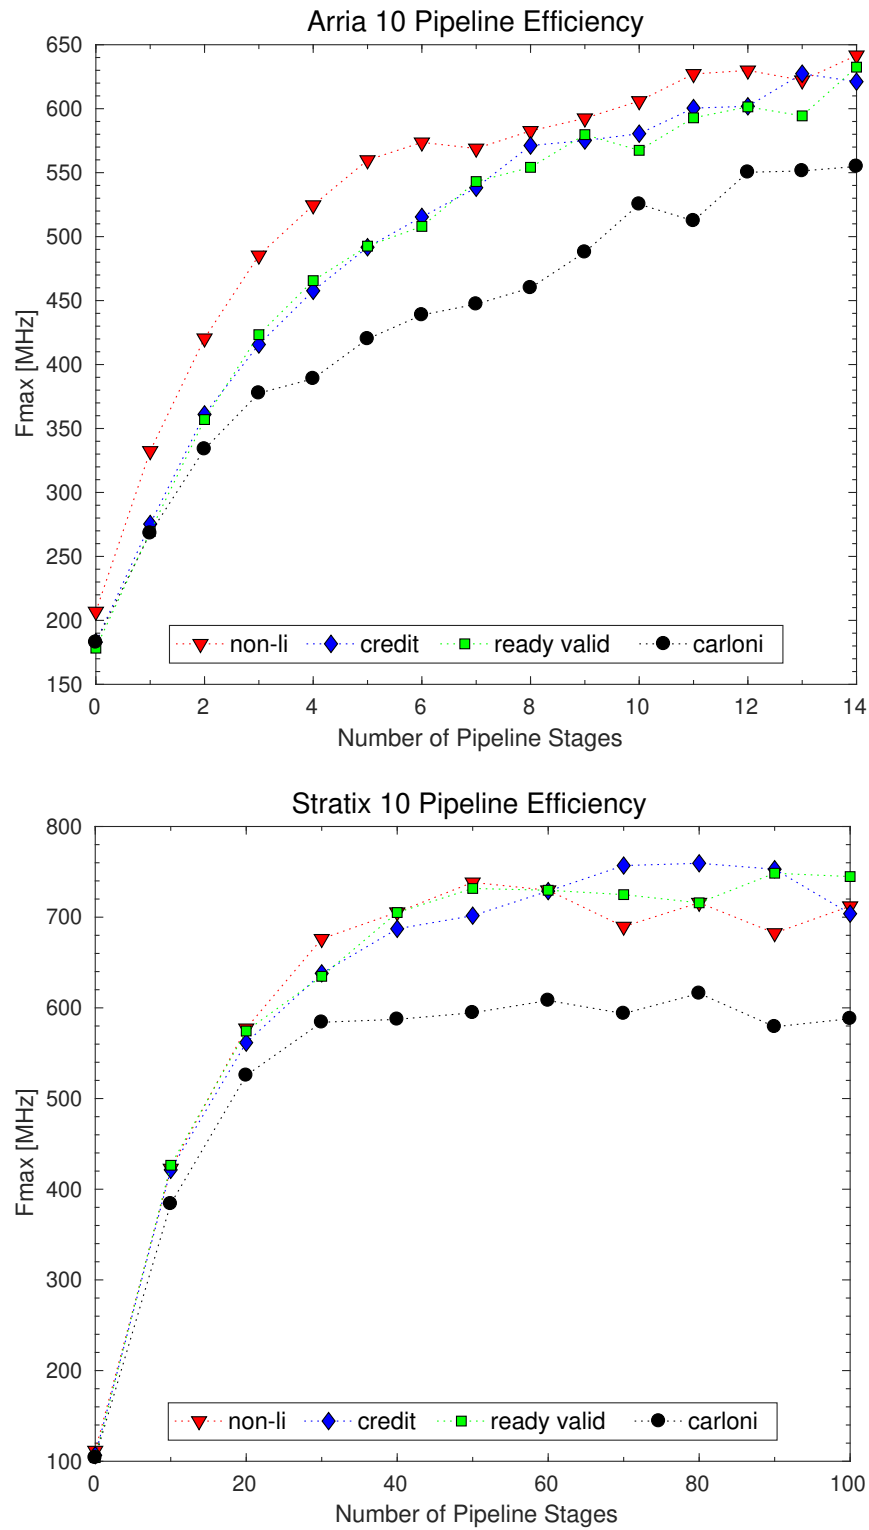 Arria 10 Pipeline Efficiency
650
600
550
500
450
400
350
300
250
200
150
Fmax [MHz]
non-li credit ready valid carloni
0 2 4 6 8 10 12 14
Number of Pipeline Stages
Stratix 10 Pipeline Efficiency
800
700
600
500
400
300
200
100
Fmax [MHz]
non-li credit ready valid carloni
0 20 40 60 80 100
Number of Pipeline Stages